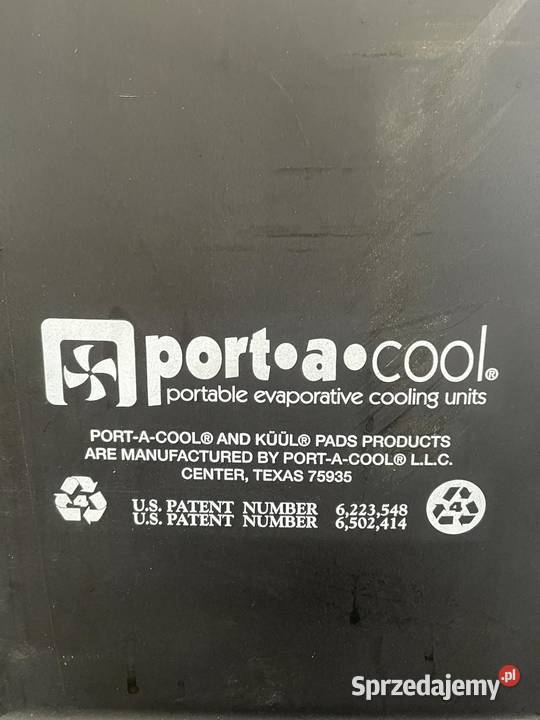 port•a•cool®
portable evaporative cooling units
PORT-A-COOL® AND KÜÜL® PADS PRODUCTS
ARE MANUFACTURED BY PORT-A-COOL® L.L.C.
CENTER, TEXAS 75935
4
U.S. PATENT NUMBER 6,223,548
U.S. PATENT NUMBER 6,502,414
4
Sprzedajemy.pl